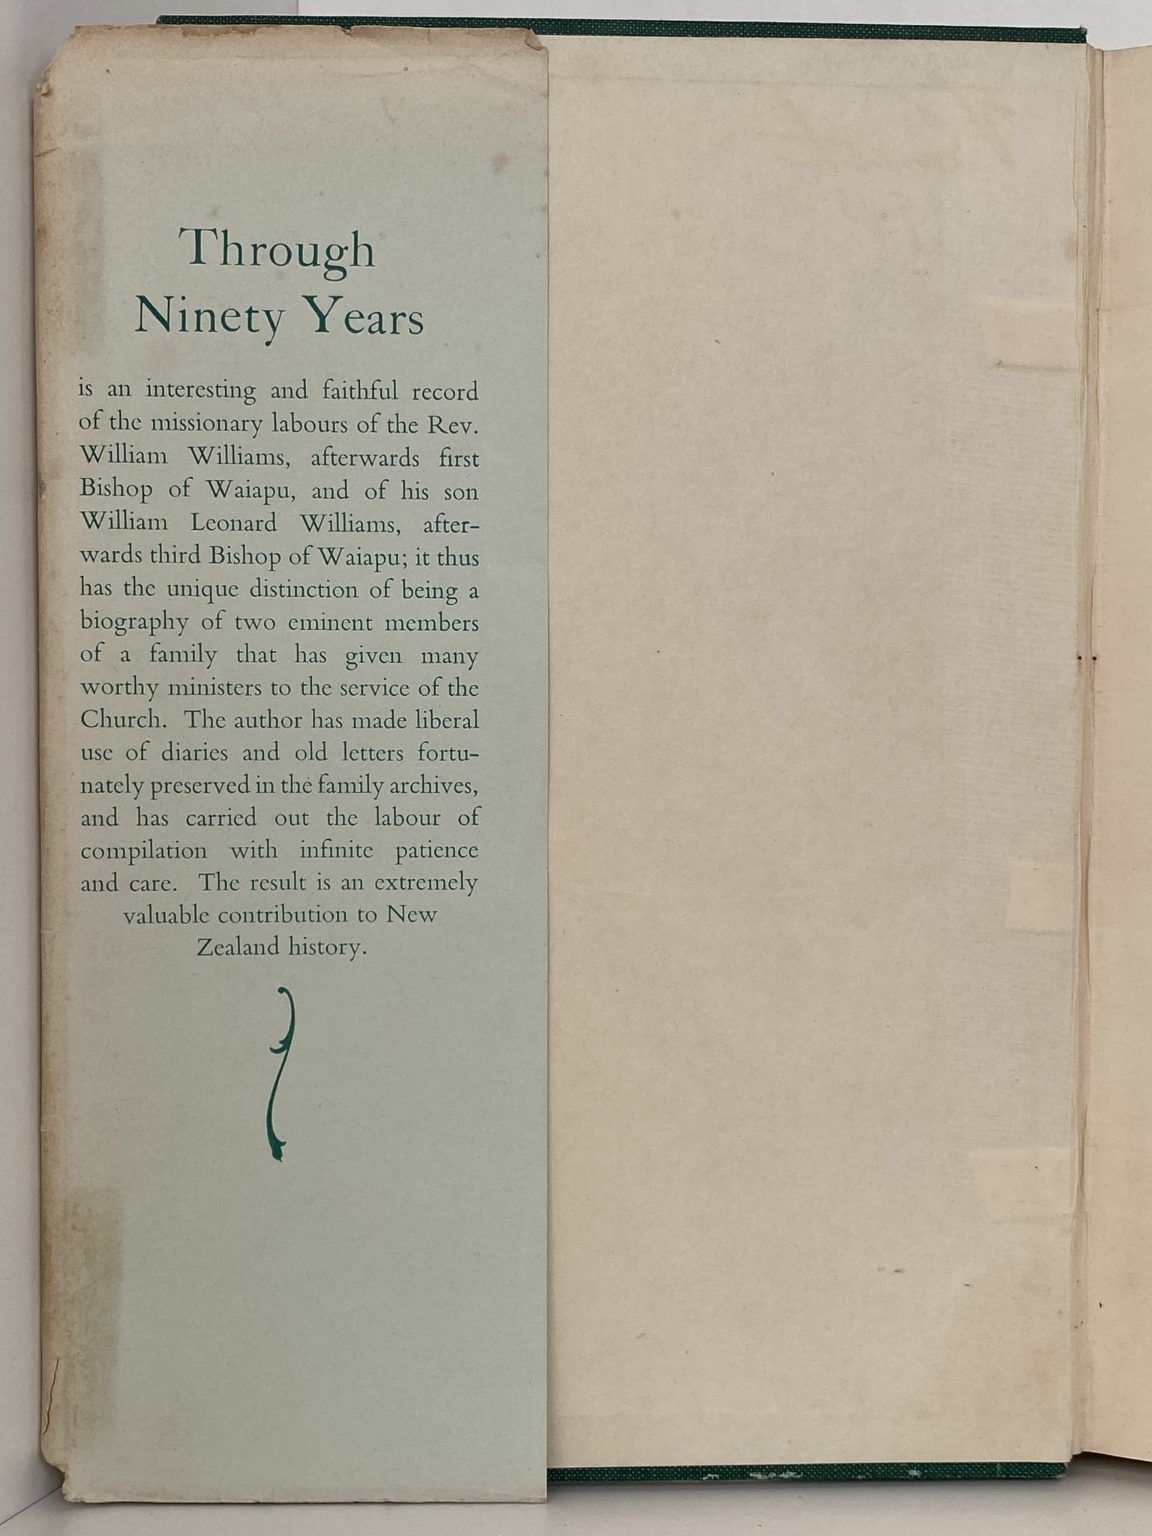 Through
Ninety Years
is an interesting and faithful record
of the missionary labours of the Rev.
William Williams, afterwards first
Bishop of Waiapu, and of his son
William Leonard Williams, after-
wards third Bishop of Waiapu; it thus
has the unique distinction of being a
biography of two eminent members
of a family that has given many
worthy ministers to the service of the
Church. The author has made liberal
use of diaries and old letters fortu-
nately preserved in the family archives,
and has carried out the labour of
compilation with infinite patience
and care. The result is an extremely
valuable contribution to New
Zealand history.